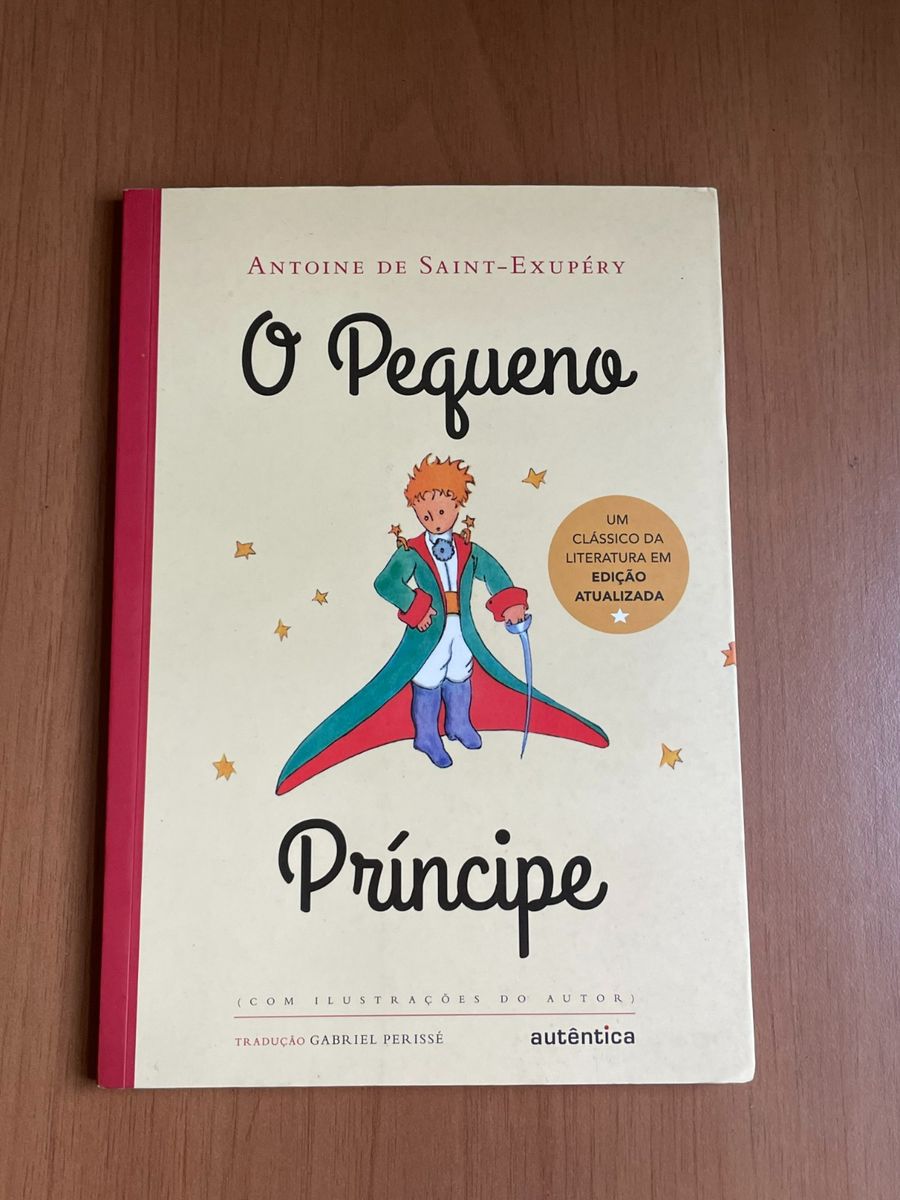 ANTOINE DE SAINT-EXUPÉRY
O Pequeno
UM
CLÁSSICO DA
LITERATURA EM
EDIÇÃO
ATUALIZADA
Príncipe
(COM ILUSTRAÇÕES DO AUTOR)
TRADUÇÃO GABRIEL PERISSÉ
autêntica